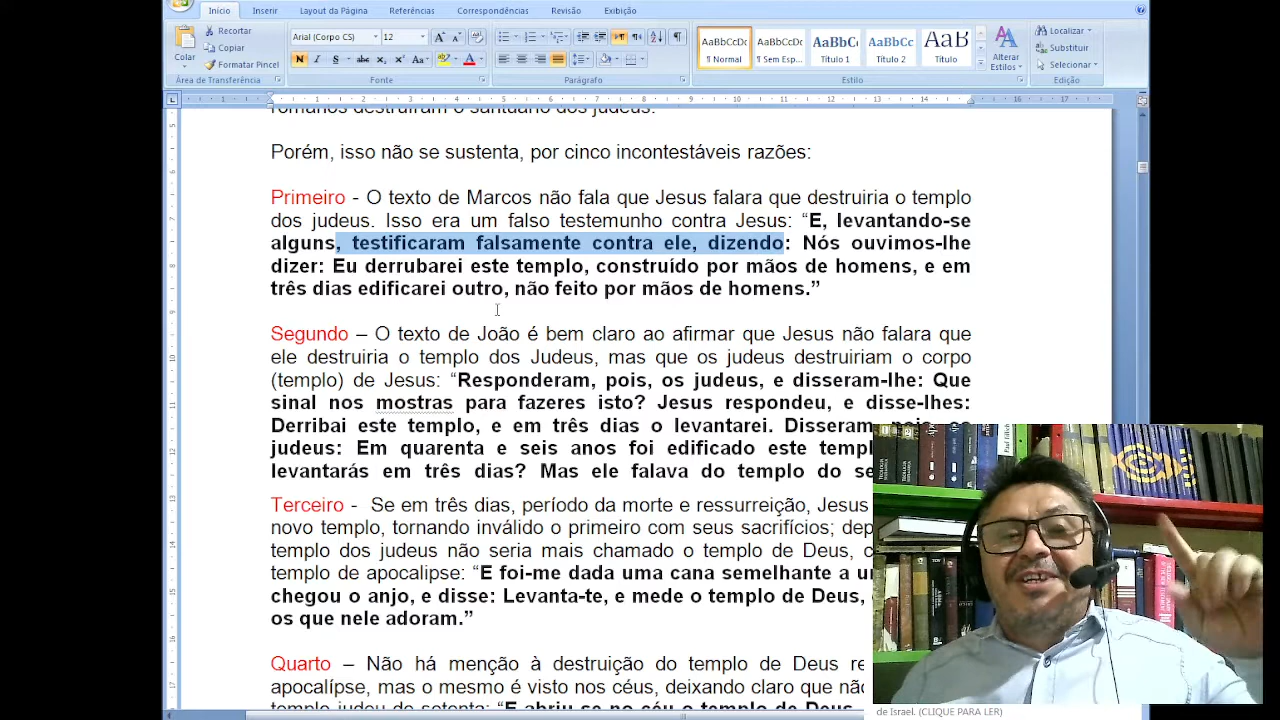 Início Inserir Layout da Página Referências Correspondências Revisão Exibição
Colar Recortar Copiar Formatar Pincel Área de Transferência
Arial (Corpo CS) 12 Fonte
Parágrafo
AaBbCcDc ¶ Normal AaBbCcDc ¶ Sem Esp... AaBbC Título 1 AaBbCc Título 2 AaB Título Alterar Estilos Estilo
Localizar Substituir Selecionar Edição
Porém, isso não se sustenta, por cinco incontestáveis razões:
Primeiro - O texto de Marcos não fala que Jesus falara que destruiria o templo
dos judeus. Isso era um falso testemunho contra Jesus: “E, levantando-se
alguns, testificaram falsamente contra ele, dizendo: Nós ouvimos-lhe
dizer: Eu derrubarei este templo, construído por mãos de homens, e em
três dias edificarei outro, não feito por mãos de homens.”
Segundo – O texto de João é bem claro ao afirmar que Jesus não falara que
ele destruiria o templo dos Judeus mas que os judeus destruiriam o corpo
(templo) de Jesus: “Responderam, pois, os judeus, e disseram-lhe: Que
sinal nos mostras para fazeres isto? Jesus respondeu, e disse-lhes:
Derribai este templo, e em três dias o levantarei. Disseram
judeus: Em quarenta e seis anos foi edificado este temp
levantarás em três dias? Mas ele falava do templo do se
Terceiro - Se em três dias, período da morte e ressurreição, Jesus
novo templo, tornando inválido o primeiro com seus sacrifícios;
templo dos judeus não seria mais chamado o templo de Deus,
templo de apocalipse: “E foi-me dada uma cana semelhante a u
chegou o anjo, e disse: Levanta-te, e mede o templo de Deus,
os que nele adoram.
Quarto - Não há menção à destruição do templo de Deus re
apocalipse, mas o mesmo é visto nos céus, deixando claro que nã
de Israel. (CLIQUE PARA LER)